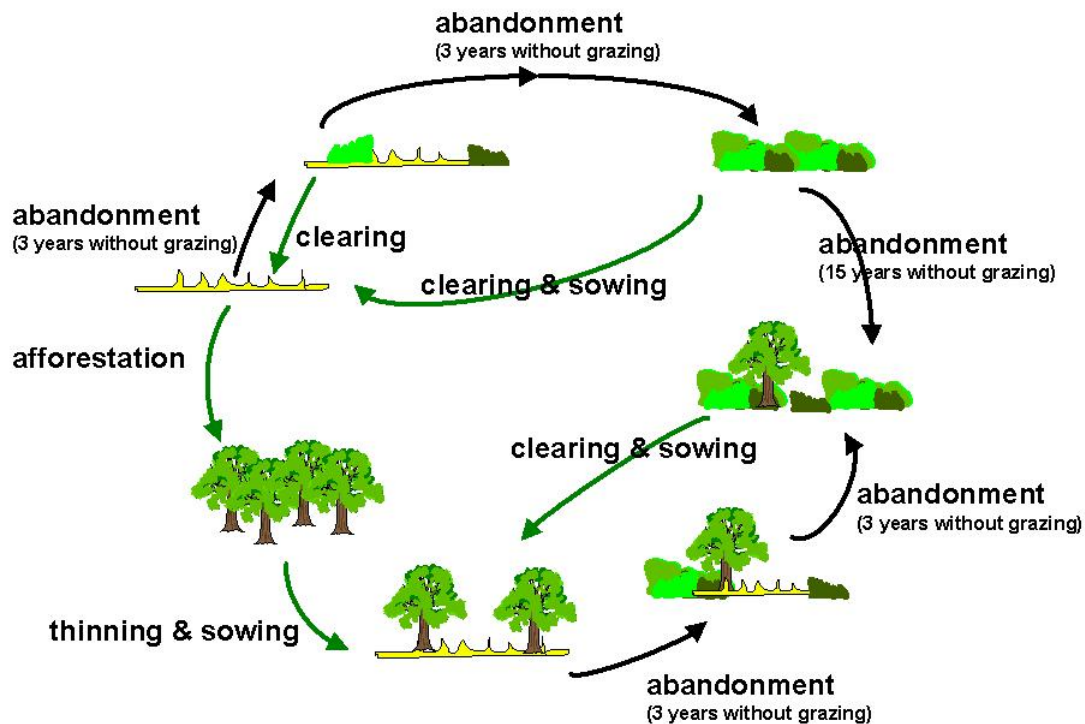 abandonment
(3 years without grazing)
abandonment
(3 years without grazing)
clearing
abandonment
(15 years without grazing)
clearing & sowing
afforestation
clearing & sowing
abandonment
(3 years without grazing)
thinning & sowing
abandonment
(3 years without grazing)